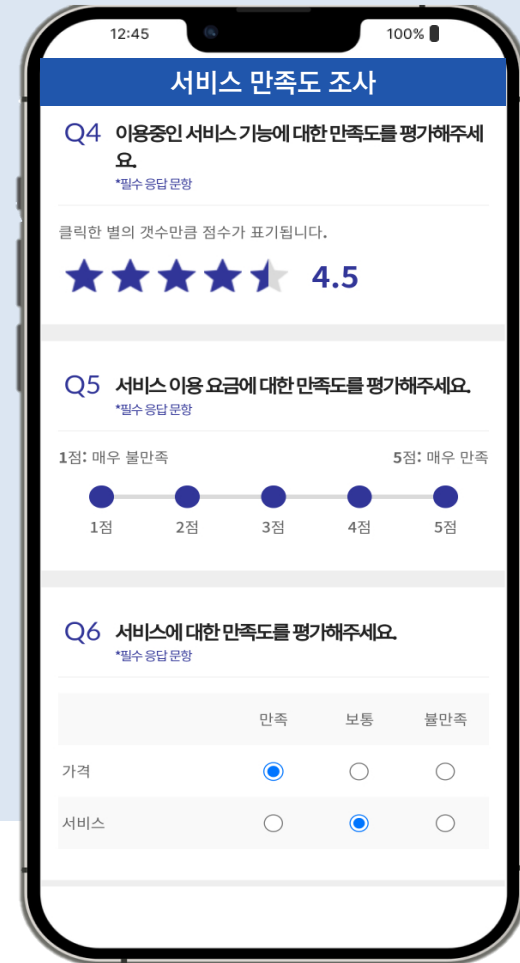 12:45
100%
서비스 만족도 조사
Q4 이용중인 서비스 기능에 대한 만족도를 평가해주세
요.
*필수 응답 문항
클릭한 별의 갯수만큼 점수가 표기됩니다.
4.5
Q5 서비스 이용 요금에 대한 만족도를 평가해주세요.
*필수 응답 문항
1점: 매우 불만족 5점: 매우 만족
1점 2점 3점 4점 5점
Q6 서비스에 대한 만족도를 평가해주세요.
*필수 응답 문항
만족 보통 뷸만족
가격
서비스